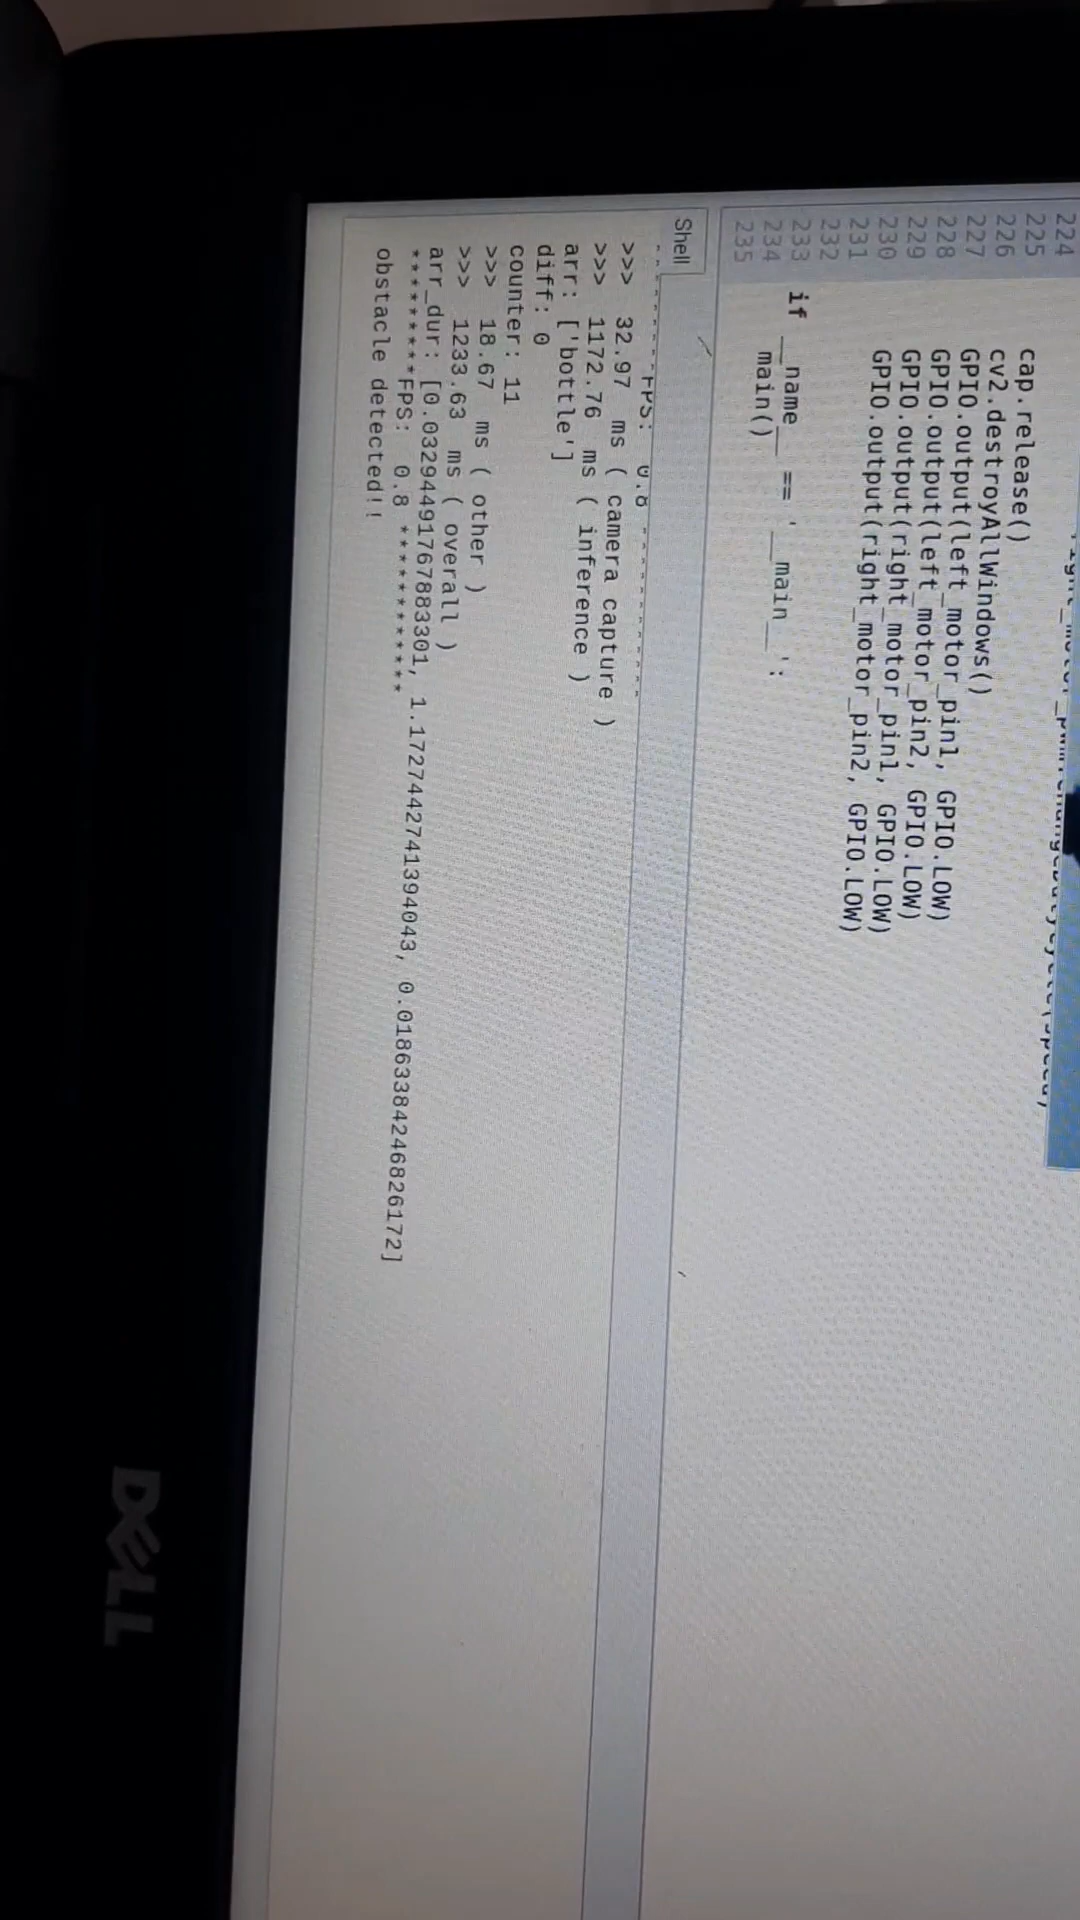 224
225
226 cap.release()
227 cv2.destroyAllWindows()
228 GPIO.output(left_motor_pin1, GPIO.LOW)
229 GPIO.output(left_motor_pin2, GPIO.LOW)
230 GPIO.output(right_motor_pin1, GPIO.LOW)
231 GPIO.output(right_motor_pin2, GPIO.LOW)
232
233 if __name__ == '__main__':
234 main()
235
Shell
FPS: 0.8
>>> 32.97 ms ( camera capture )
>>> 1172.76 ms ( inference )
arr: ['bottle']
diff: 0
counter: 11
>>> 18.67 ms ( other )
>>> 1233.63 ms ( overall )
arr_dur: [0.03294491767883301, 1.1727442741394043, 0.01863384246826172]
**********FPS: 0.8 ************
obstacle detected!!
DELL